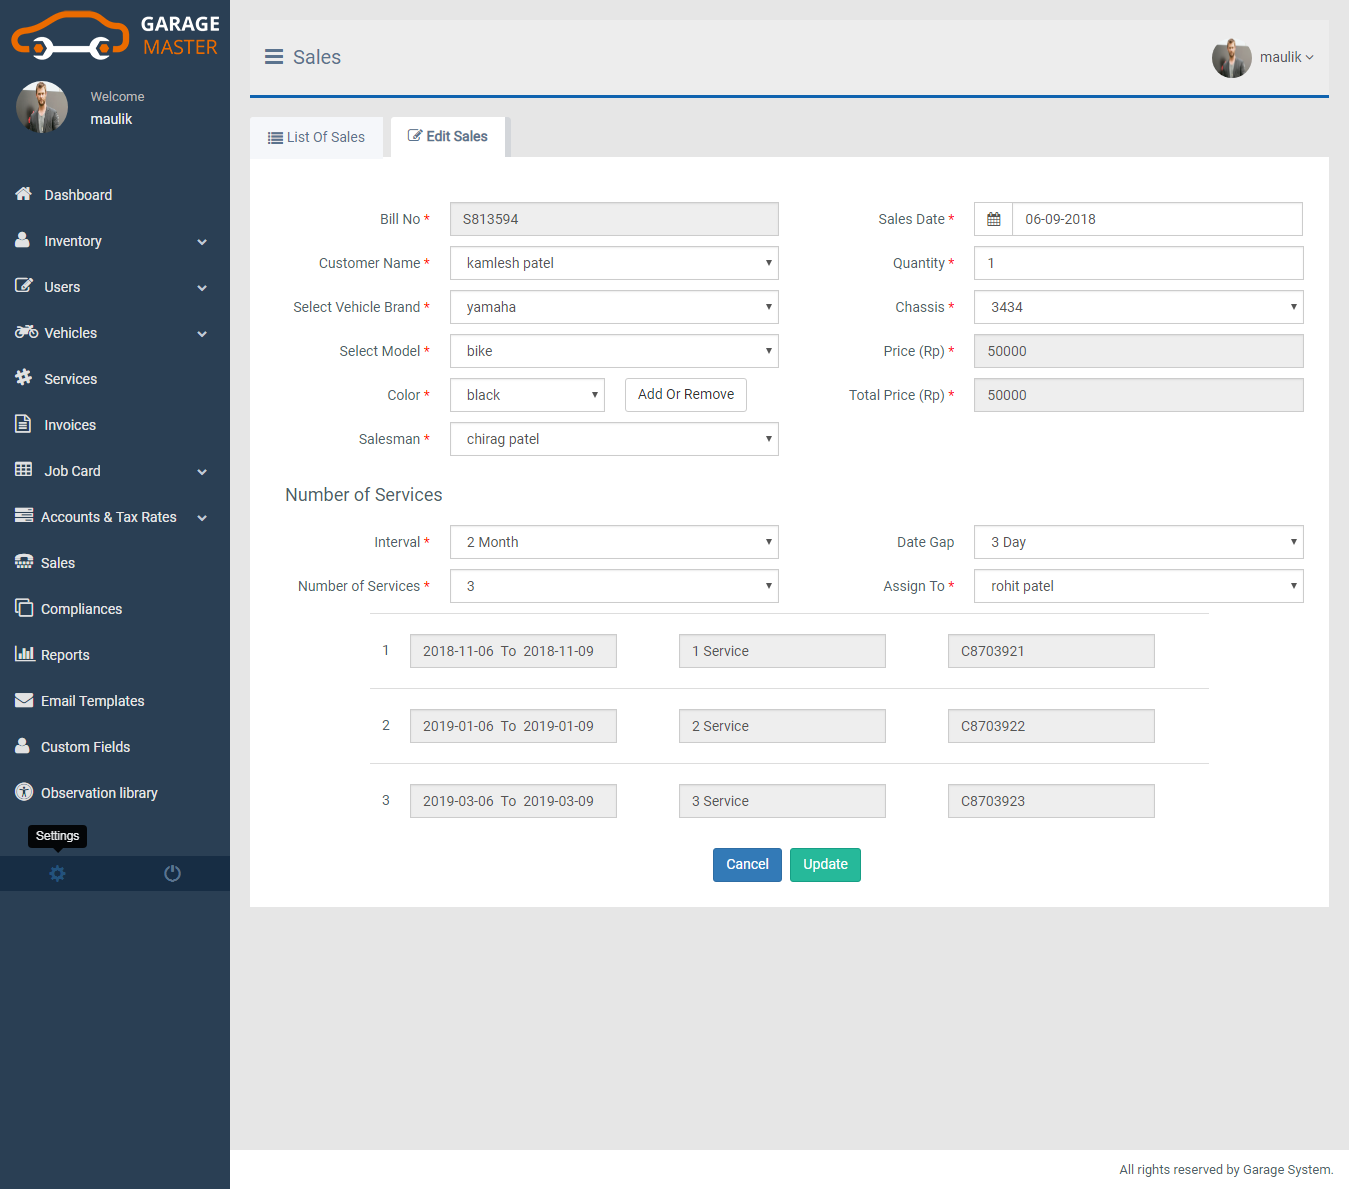 GARAGE
MASTER
Welcome
maulik
Dashboard
Inventory
Users
Vehicles
Services
Invoices
Job Card
Accounts & Tax Rates
Sales
Compliances
Reports
Email Templates
Custom Fields
Observation library
Settings
Sales
maulik
List Of Sales
Edit Sales
Bill No * S813594
Sales Date * 06-09-2018
Customer Name * kamlesh patel
Quantity * 1
Select Vehicle Brand * yamaha
Chassis * 3434
Select Model * bike
Price (Rp) * 50000
Color * black Add Or Remove
Total Price (Rp) * 50000
Salesman * chirag patel
Number of Services
Interval * 2 Month
Date Gap 3 Day
Number of Services * 3
Assign To * rohit patel
1 2018-11-06 To 2018-11-09 1 Service C8703921
2 2019-01-06 To 2019-01-09 2 Service C8703922
3 2019-03-06 To 2019-03-09 3 Service C8703923
Cancel Update
All rights reserved by Garage System.